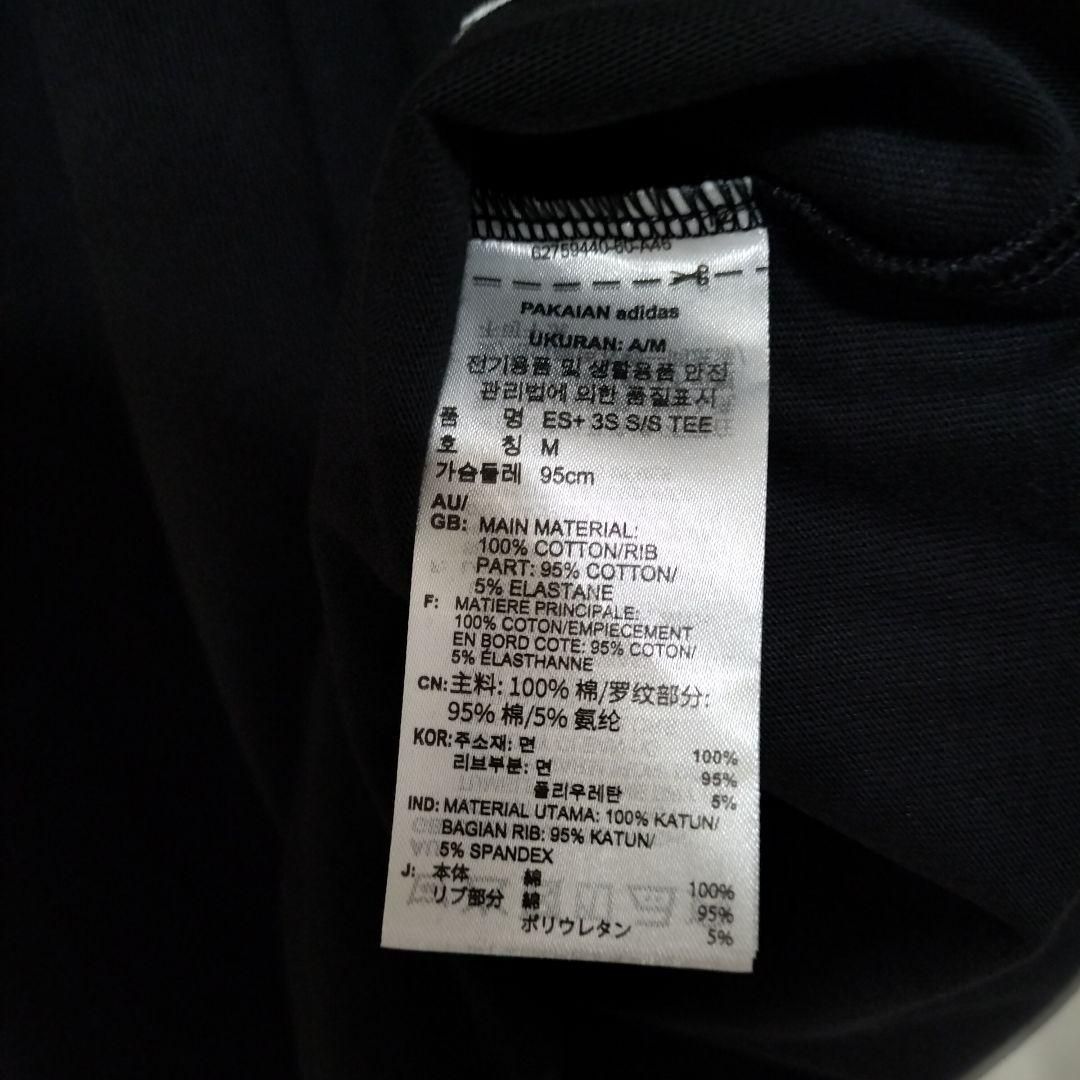 62759440-50-A46
PAKAIAN adidas
UKURAN: A/M
전기용품 및 생활용품 안전
관리법에 의한 품질표시
품 명 ES+ 3S S/S TEE
호 칭 M
가슴둘레 95cm
AU/
GB: MAIN MATERIAL:
100% COTTON/RIB
PART: 95% COTTON/
5% ELASTANE
F: MATIERE PRINCIPALE:
100% COTON/EMPIECEMENT
EN BORD COTE: 95% COTON/
5% ÉLASTHANNE
CN:主料: 100% 棉/罗纹部分:
95% 棉/5% 氨纶
KOR:주소재: 면 100%
리브부분: 면 95%
폴리우레탄 5%
IND: MATERIAL UTAMA: 100% KATUN/
BAGIAN RIB: 95% KATUN/
5% SPANDEX
J: 本体 綿 100%
リブ部分 綿 95%
ポリウレタン 5%